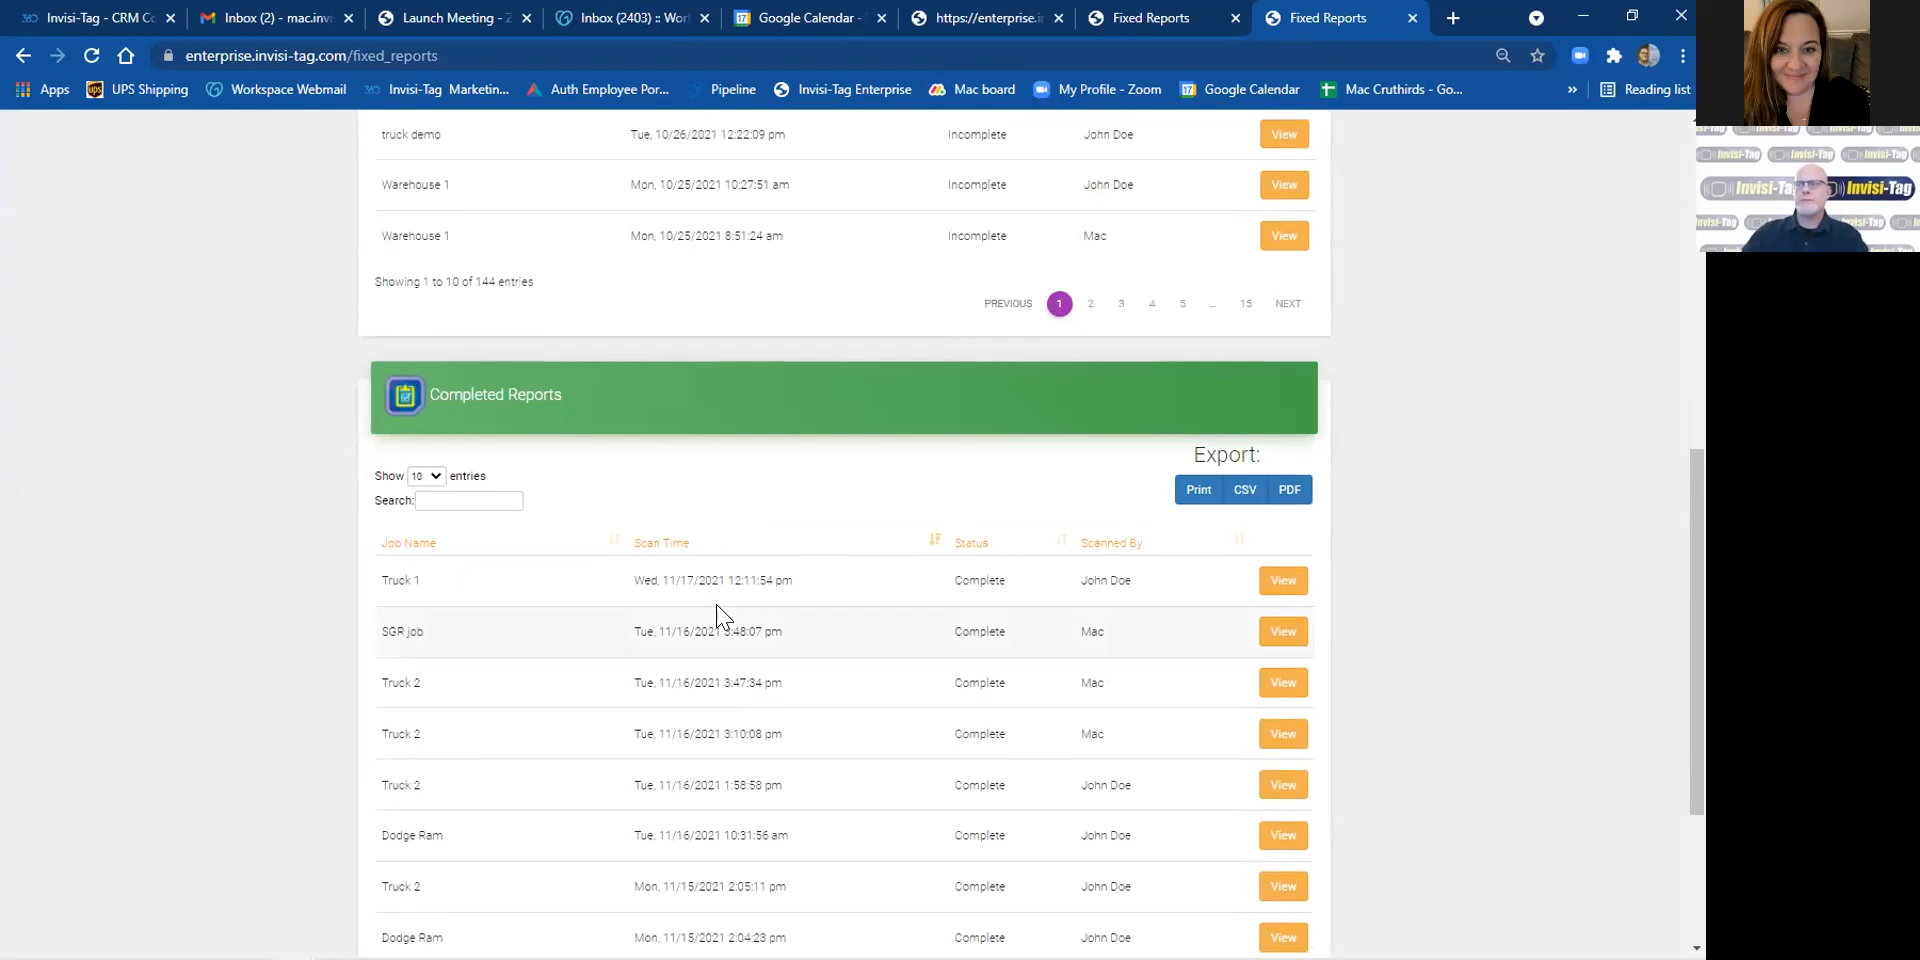 Invisi-Tag - CRM Co
Inbox (2) - mac.invi
Launch Meeting - Z
Inbox (2403) :: Wor
Google Calendar -
https://enterprise.in
Fixed Reports
Fixed Reports
enterprise.invisi-tag.com/fixed_reports
Apps
UPS Shipping
Workspace Webmail
Invisi-Tag Marketin...
Auth Employee Por...
Pipeline
Invisi-Tag Enterprise
Mac board
My Profile - Zoom
Google Calendar
Mac Cruthirds - Go...
Reading list
truck demo Tue, 10/26/2021 12:22:09 pm Incomplete John Doe View
Warehouse 1 Mon, 10/25/2021 10:27:51 am Incomplete John Doe View
Warehouse 1 Mon, 10/25/2021 8:51:24 am Incomplete Mac View
Showing 1 to 10 of 144 entries
PREVIOUS 1 2 3 4 5 ... 15 NEXT
Completed Reports
Export:
Show 10 entries
Print CSV PDF
Search:
Job Name Scan Time Status Scanned By
Truck 1 Wed, 11/17/2021 12:11:54 pm Complete John Doe View
SGR job Tue, 11/16/2021 :48:07 pm Complete Mac View
Truck 2 Tue, 11/16/2021 3:47:34 pm Complete Mac View
Truck 2 Tue, 11/16/2021 3:10:08 pm Complete Mac View
Truck 2 Tue, 11/16/2021 1:58:58 pm Complete John Doe View
Dodge Ram Tue, 11/16/2021 10:31:56 am Complete John Doe View
Truck 2 Mon, 11/15/2021 2:05:11 pm Complete John Doe View
Dodge Ram Mon, 11/15/2021 2:04:23 pm Complete John Doe View
Invisi-Tag
Invisi-Tag
Invisi-Tag
Invisi-Ta
Invisi-Tag